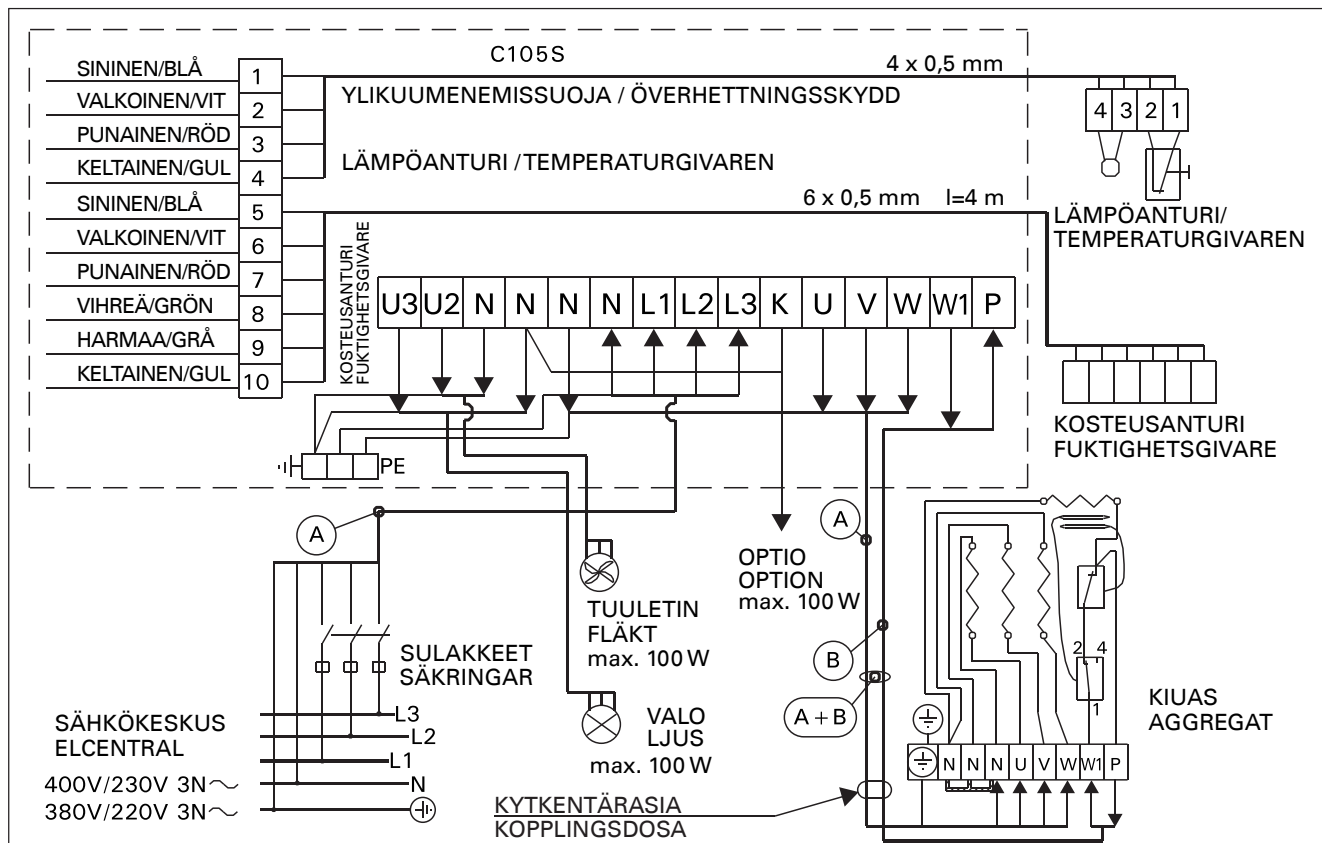 C105S
SININEN/BLÅ 1
VALKOINEN/VIT 2
PUNAINEN/RÖD 3
KELTAINEN/GUL 4
SININEN/BLÅ 5
VALKOINEN/VIT 6
PUNAINEN/RÖD 7
VIHREÄ/GRÖN 8
HARMAA/GRÅ 9
KELTAINEN/GUL 10
4 x 0,5 mm
YLIKUUMENEMISSUOJA / ÖVERHETTNINGSSKYDD
LÄMPÖANTURI / TEMPERATURGIVAREN
6 x 0,5 mm l=4 m
4 3 2 1
LÄMPÖANTURI/
TEMPERATURGIVAREN
KOSTEUSANTURI
FUKTIGHETSGIVARE
U3 U2 N N N N L1 L2 L3 K U V W W1 P
KOSTEUSANTURI
FUKTIGHETSGIVARE
PE
A
A
OPTIO
OPTION
max. 100 W
TUULETIN
FLÄKT
max. 100 W
B
A + B
SULAKKEET
SÄKRINGAR
2 4
1
KIUAS
AGGREGAT
VALO
LJUS
max. 100 W
SÄHKÖKESKUS
ELCENTRAL
L3
L2
L1
400V/230V 3N~ N
380V/220V 3N~
N N N U V W W1 P
KYTKENTÄRASIA
KOPPLINGSDOSA